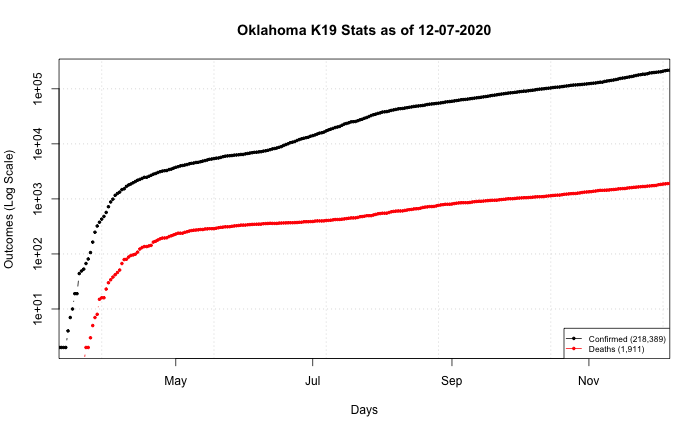 Oklahoma K19 Stats as of 12-07-2020
Outcomes (Log Scale)
1e+05
1e+04
1e+03
1e+02
1e+01
Confirmed (218,389)
Deaths (1,911)
May Jul Sep Nov
Days